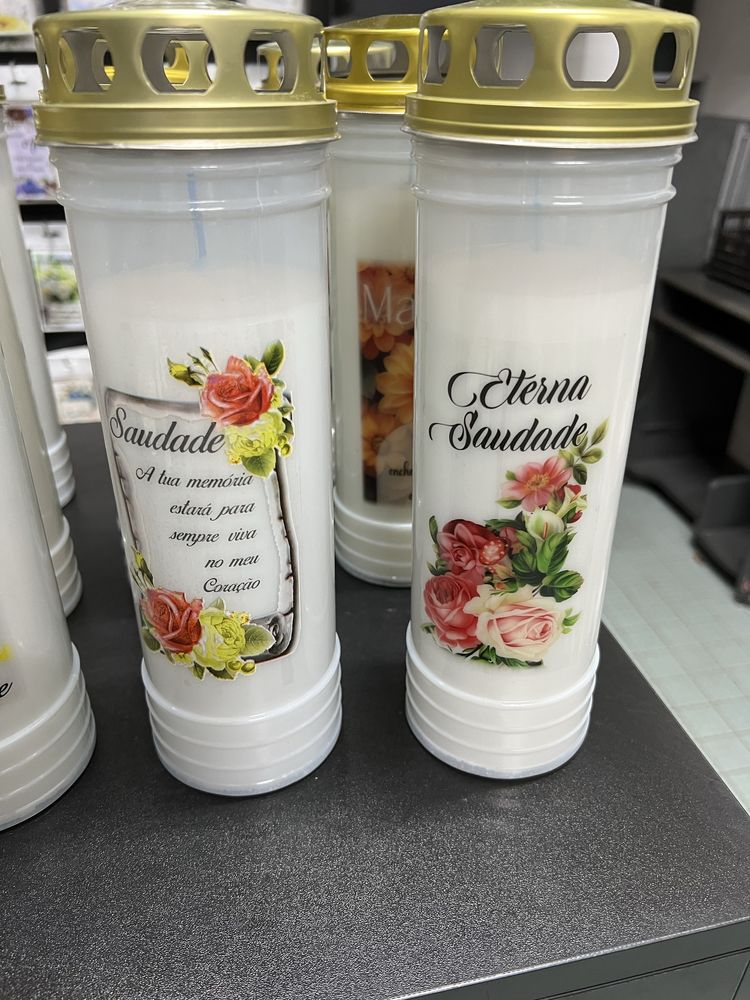 Saudade
A tua memória
estará para
sempre viva
no meu
Coração
Eterna
Saudade